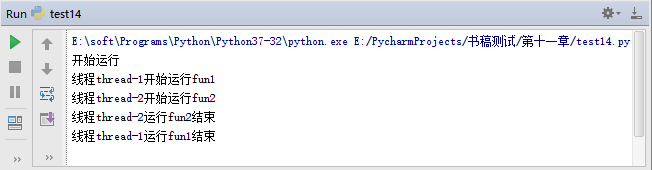 Run test14
E:\soft\Programs\Python\Python37-32\python.exe E:/PycharmProjects/书稿测试/第十一章/test14.py
开始运行
线程thread-1开始运行fun1
线程thread-2开始运行fun2
线程thread-2运行fun2结束
线程thread-1运行fun1结束